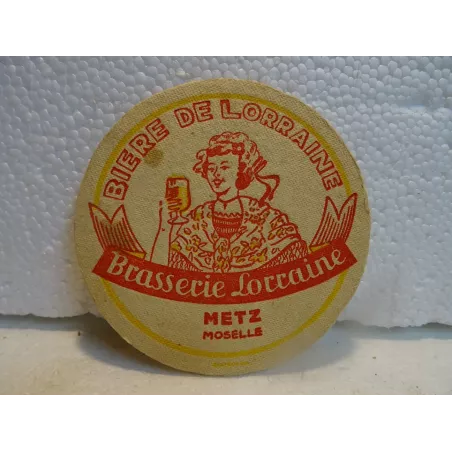 BIERE DE LORRAINE
Brasserie Lorraine
METZ
MOSELLE